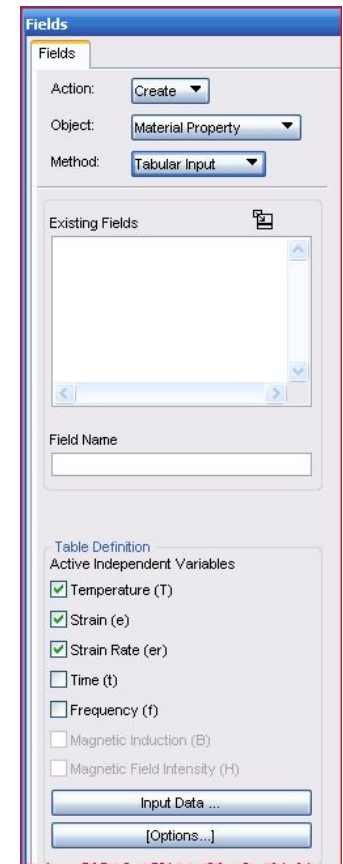 Fields
Fields
Action: Create
Object: Material Property
Method: Tabular Input
Existing Fields
Field Name
Table Definition
Active Independent Variables
Temperature (T)
Strain (e)
Strain Rate (er)
Time (t)
Frequency (f)
Magnetic Induction (B)
Magnetic Field Intensity (H)
Input Data ...
[Options...]